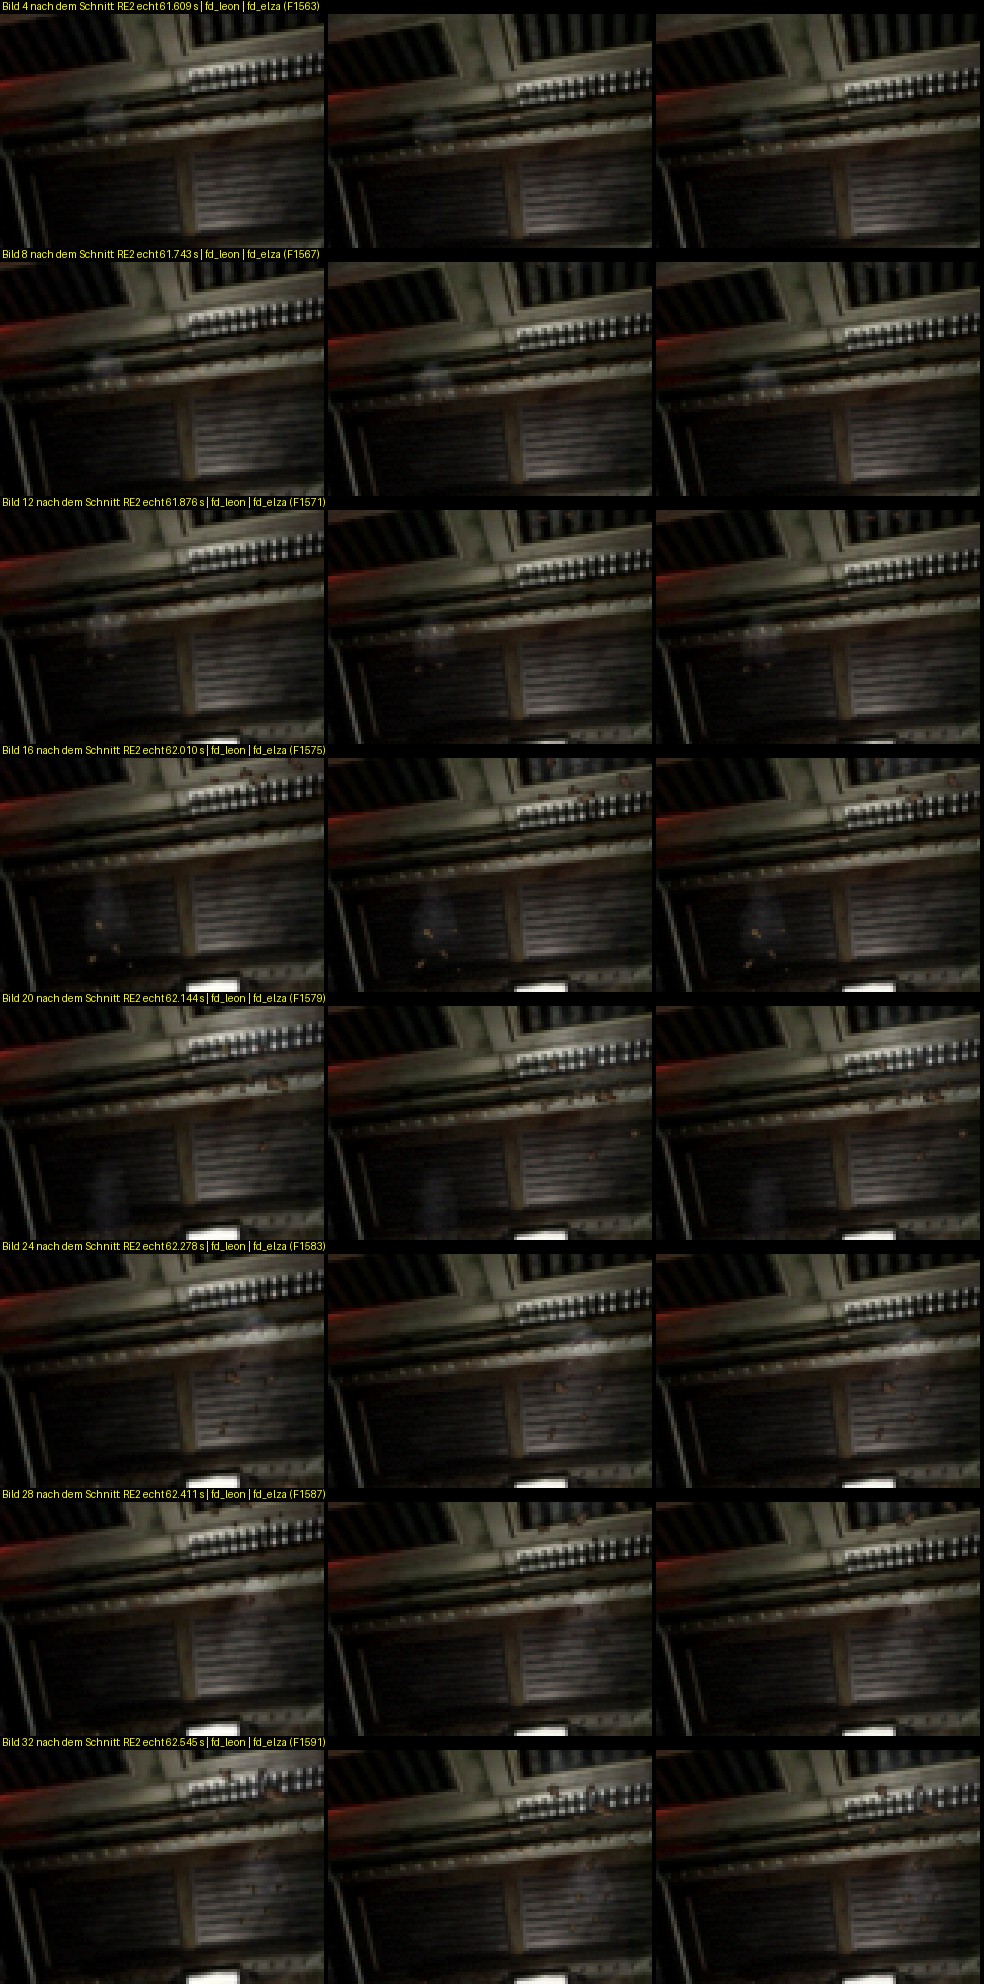 Bild 4 nach dem Schnitt: RE2 echt 61.609 s | fd_leon | fd_elza (F1563)
Bild 8 nach dem Schnitt: RE2 echt 61.743 s | fd_leon | fd_elza (F1567)
Bild 12 nach dem Schnitt: RE2 echt 61.876 s | fd_leon | fd_elza (F1571)
Bild 16 nach dem Schnitt: RE2 echt 62.010 s | fd_leon | fd_elza (F1575)
Bild 20 nach dem Schnitt: RE2 echt 62.144 s | fd_leon | fd_elza (F1579)
Bild 24 nach dem Schnitt: RE2 echt 62.278 s | fd_leon | fd_elza (F1583)
Bild 28 nach dem Schnitt: RE2 echt 62.411 s | fd_leon | fd_elza (F1587)
Bild 32 nach dem Schnitt: RE2 echt 62.545 s | fd_leon | fd_elza (F1591)